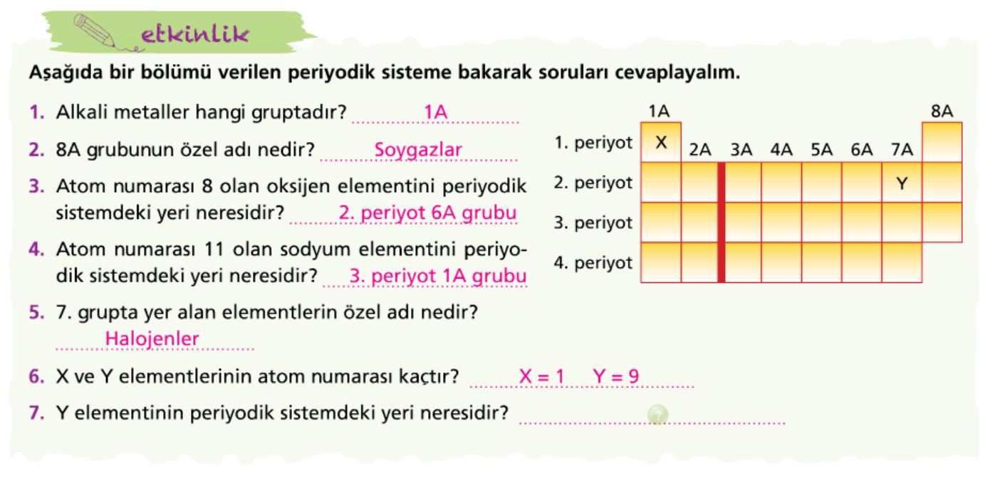 etkinlik
Aşağıda bir bölümü verilen periyodik sisteme bakarak soruları cevaplayalım.
1. Alkali metaller hangi gruptadır? 1A
2. 8A grubunun özel adı nedir? Soygazlar
3. Atom numarası 8 olan oksijen elementini periyodik
sistemdeki yeri neresidir? 2. periyot 6A grubu
4. Atom numarası 11 olan sodyum elementini periyo-
dik sistemdeki yeri neresidir? 3. periyot 1A grubu
5. 7. grupta yer alan elementlerin özel adı nedir?
Halojenler
6. X ve Y elementlerinin atom numarası kaçtır? X = 1 Y = 9
7. Y elementinin periyodik sistemdeki yeri neresidir? ?
1A 8A
1. periyot X 2A 3A 4A 5A 6A 7A
2. periyot Y
3. periyot
4. periyot